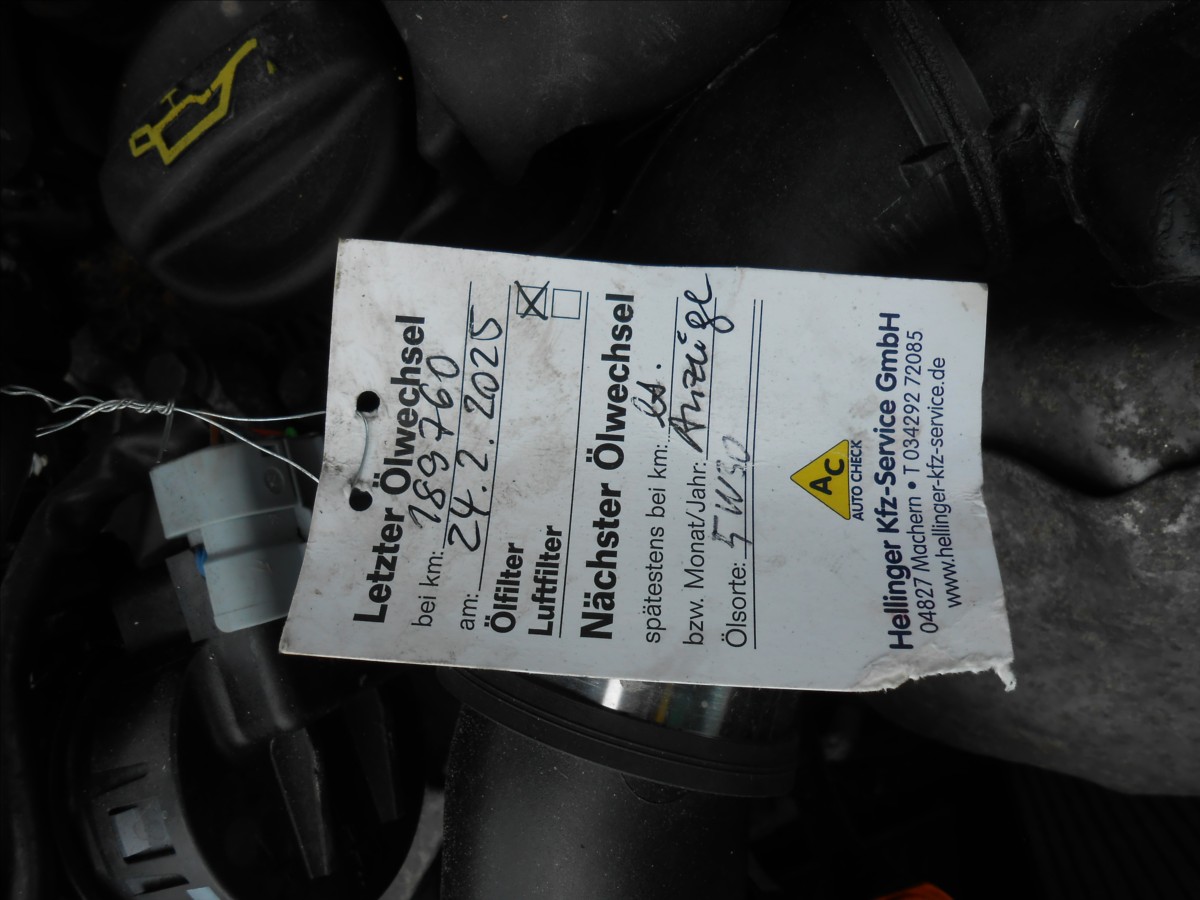 Letzter Ölwechsel
bei km: 189760
am: 24.2.2025
Ölfilter
Luftfilter
Nächster Ölwechsel
spätestens bei km: lt.
bzw. Monat/Jahr: Anzeige
Ölsorte: 5W30
AC
AUTO CHECK
Hellinger Kfz-Service GmbH
04827 Machern • T 034292 72085
www.hellinger-kfz-service.de